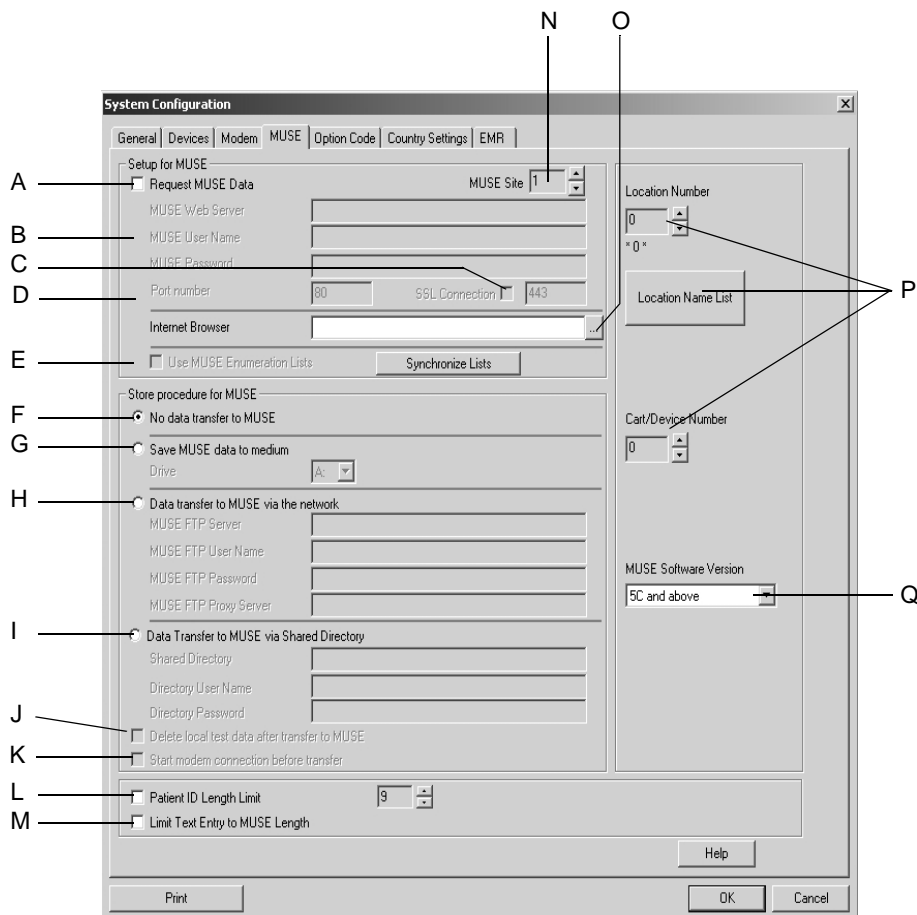 N O
System Configuration
General Devices Modem MUSE Option Code Country Settings EMR
Setup for MUSE
A Request MUSE Data MUSE Site 1
MUSE Web Server
B MUSE User Name
C MUSE Password
D Port number 80 SSL Connection 443
Internet Browser ...
E Use MUSE Enumeration Lists Synchronize Lists
Location Number
0
* 0 *
Location Name List
P
Store procedure for MUSE
F No data transfer to MUSE
G Save MUSE data to medium
Drive A:
H Data transfer to MUSE via the network
MUSE FTP Server
MUSE FTP User Name
MUSE FTP Password
MUSE FTP Proxy Server
I Data Transfer to MUSE via Shared Directory
Shared Directory
Directory User Name
Directory Password
J Delete local test data after transfer to MUSE
K Start modem connection before transfer
Cart/Device Number
0
MUSE Software Version
5C and above Q
L Patient ID Length Limit 9
M Limit Text Entry to MUSE Length
Help
Print OK Cancel